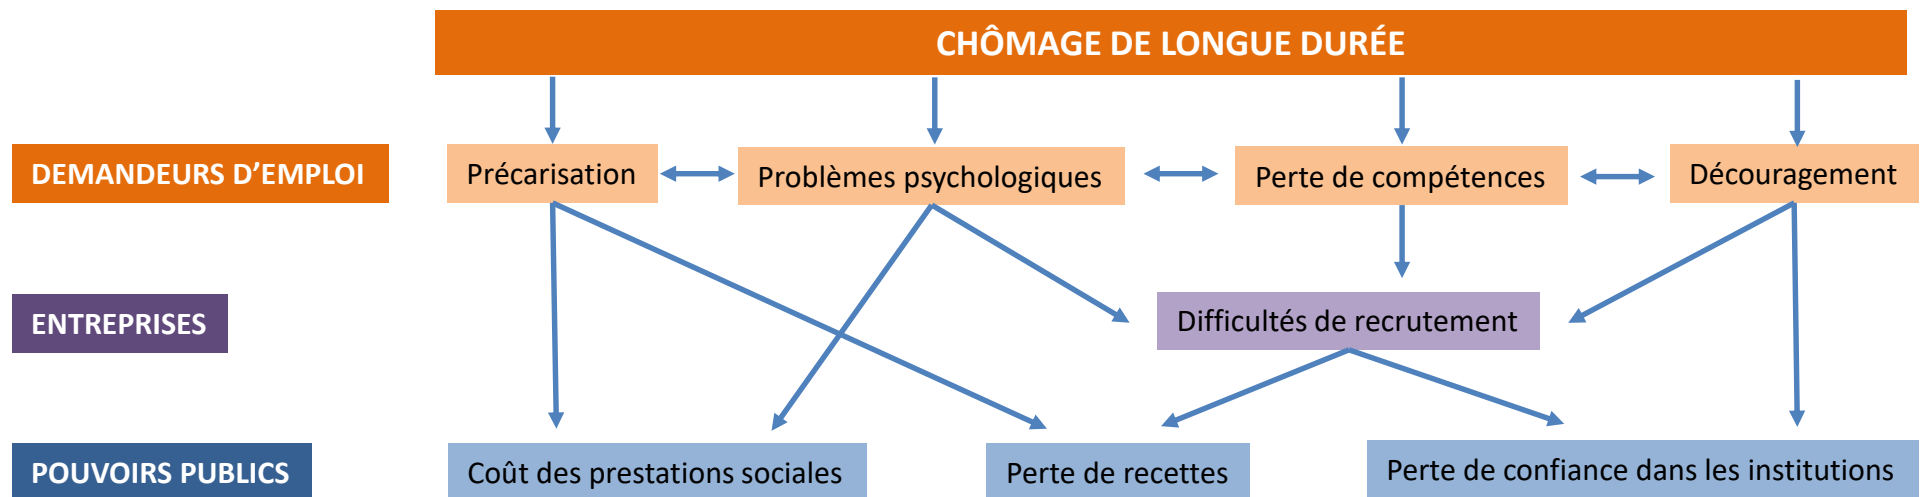 CHÔMAGE DE LONGUE DURÉE
DEMANDEURS D’EMPLOI
Précarisation
Problèmes psychologiques
Perte de compétences
Découragement
ENTREPRISES
Difficultés de recrutement
POUVOIRS PUBLICS
Coût des prestations sociales
Perte de recettes
Perte de confiance dans les institutions